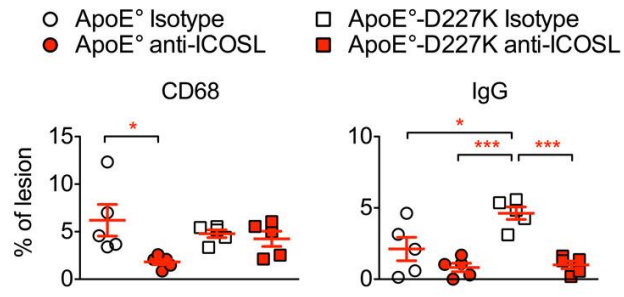 ApoE° Isotype
ApoE°-D227K Isotype
ApoE° anti-ICOSL
ApoE°-D227K anti-ICOSL
CD68
IgG
% of lesion
15
10
5
0
*
10
5
0
*
***
***